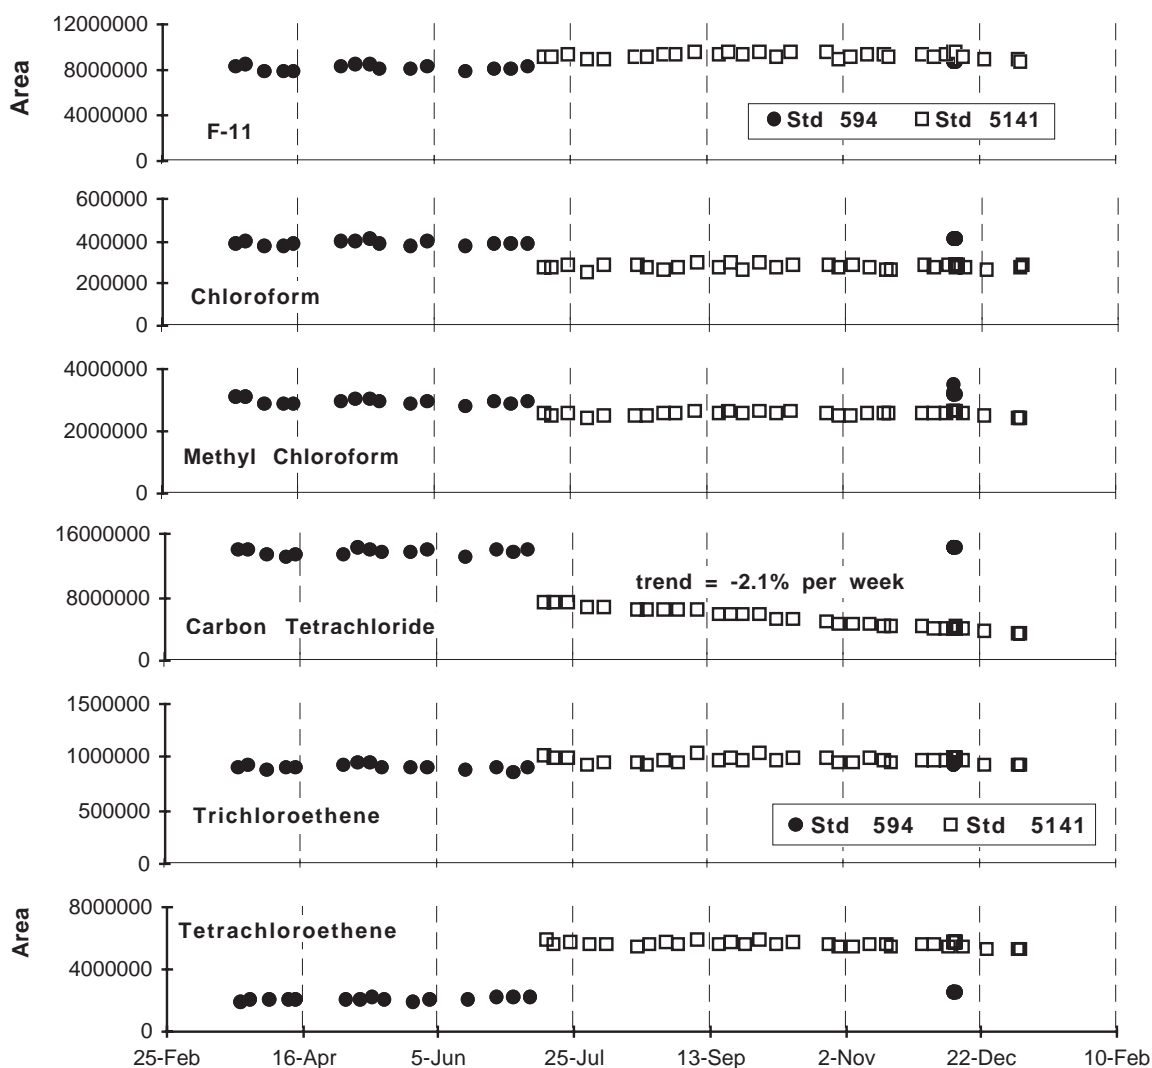 12000000
8000000
4000000
0
Area
F-11
Std 594 Std 5141
600000
400000
200000
0
Chloroform
4000000
2000000
0
Methyl Chloroform
16000000
8000000
0
trend = -2.1% per week
Carbon Tetrachloride
1500000
1000000
500000
0
Trichloroethene
Std 594 Std 5141
8000000
4000000
0
Area
Tetrachloroethene
25-Feb 16-Apr 5-Jun 25-Jul 13-Sep 2-Nov 22-Dec 10-Feb